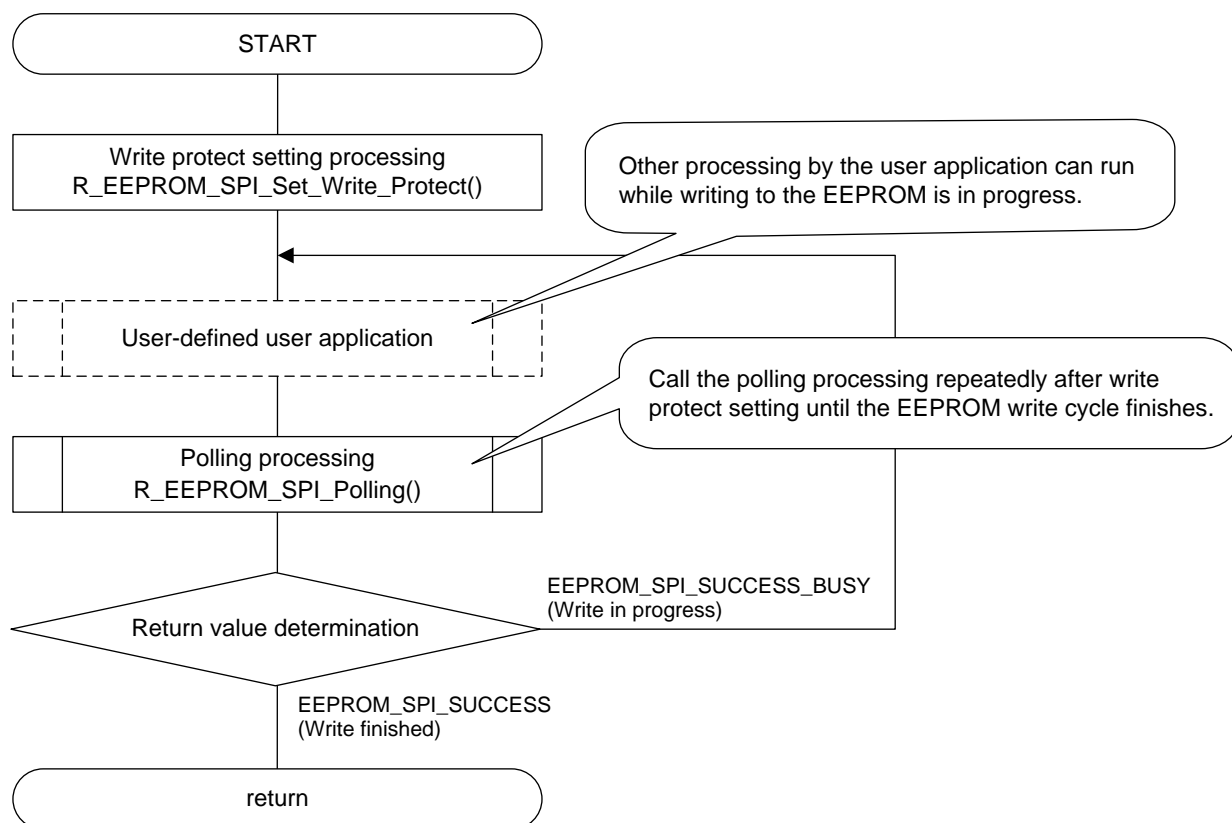 START
Write protect setting processing
R_EEPROM_SPI_Set_Write_Protect()
Other processing by the user application can run
while writing to the EEPROM is in progress.
User-defined user application
Call the polling processing repeatedly after write
protect setting until the EEPROM write cycle finishes.
Polling processing
R_EEPROM_SPI_Polling()
EEPROM_SPI_SUCCESS_BUSY
(Write in progress)
Return value determination
EEPROM_SPI_SUCCESS
(Write finished)
return